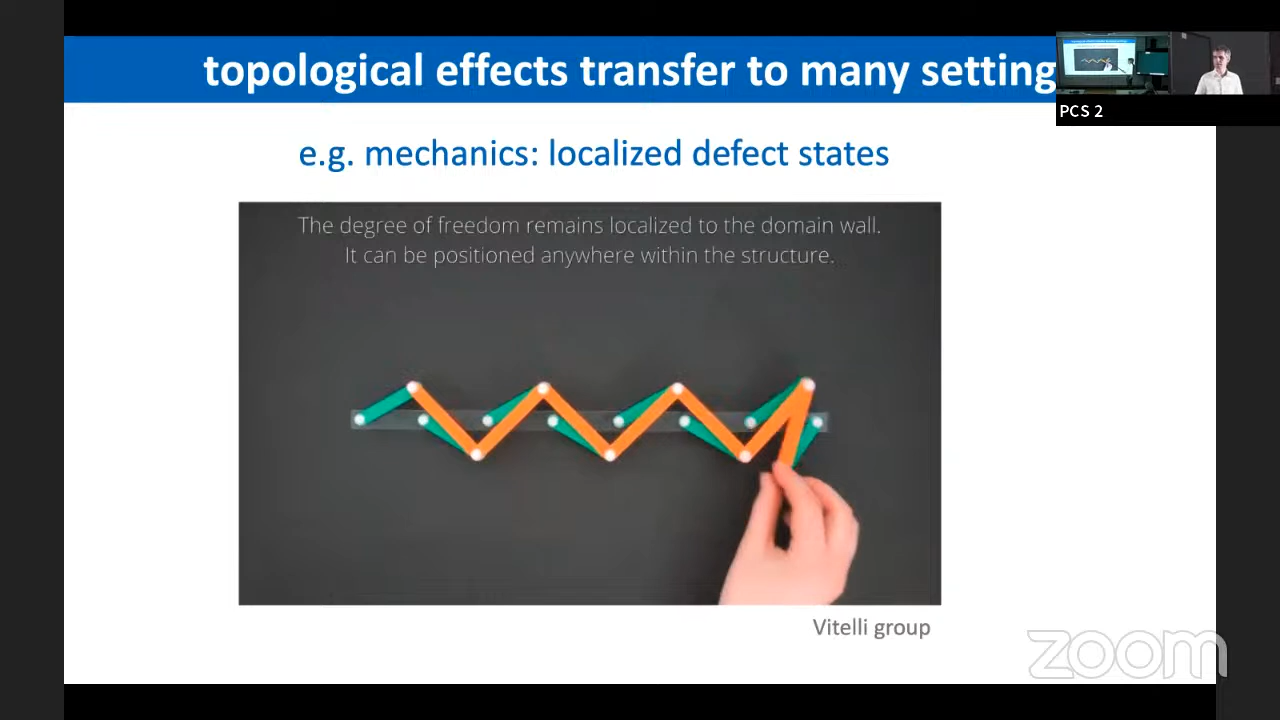 topological effects transfer to many setting
PCS 2
e.g. mechanics: localized defect states
The degree of freedom remains localized to the domain wall.
It can be positioned anywhere within the structure.
Vitelli group
zoom